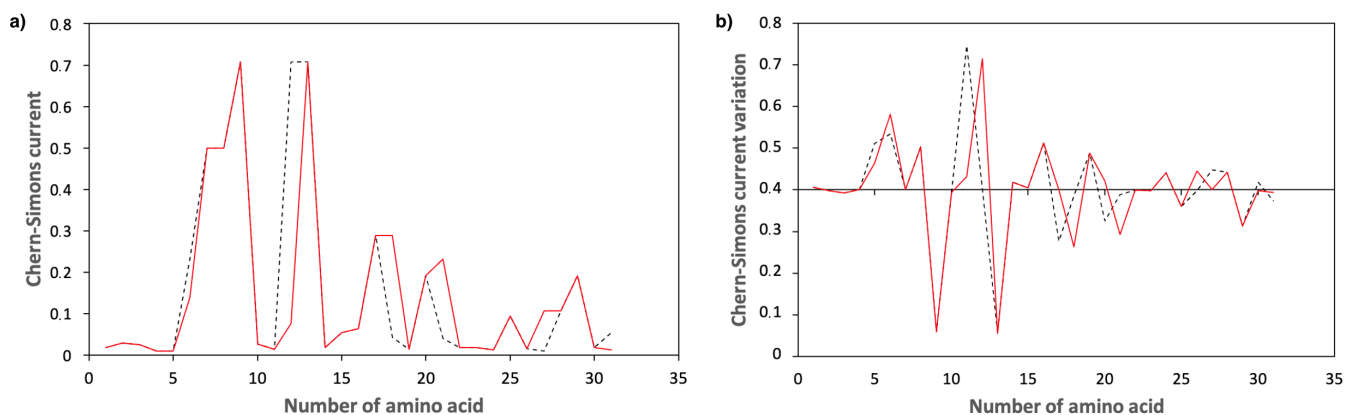 a)
Chern-Simons current
0.8
0.7
0.6
0.5
0.4
0.3
0.2
0.1
0
0 5 10 15 20 25 30 35
Number of amino acid
b)
Chern-Simons current variation
0.8
0.7
0.6
0.5
0.4
0.3
0.2
0.1
0
0 5 10 15 20 25 30 35
Number of amino acid